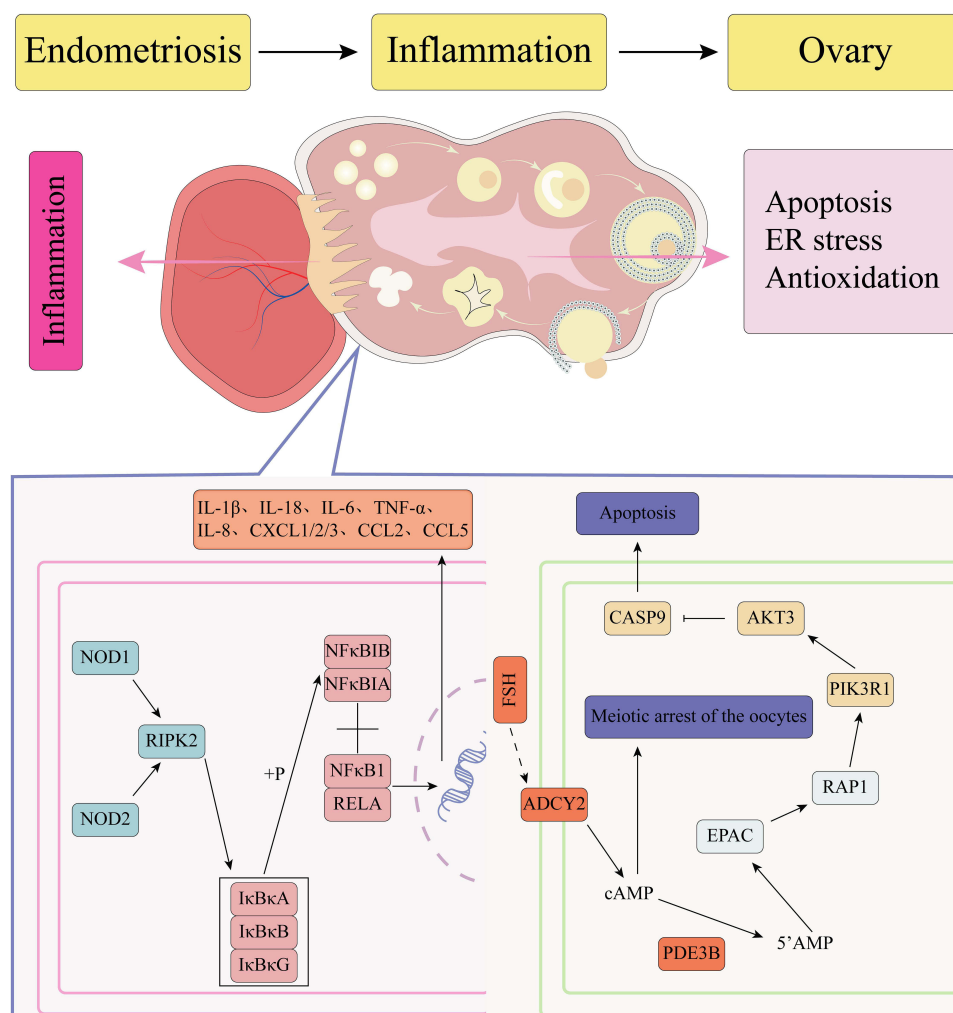 Endometriosis
Inflammation
Ovary
Inflammation
Apoptosis
ER stress
Antioxidation
IL-1β、IL-18、IL-6、TNF-α、
IL-8、CXCL1/2/3、CCL2、CCL5
NOD1
RIPK2
NOD2
+P
NFκBIB
NFκBIA
NFκB1
RELA
IκBκA
IκBκB
IκBκG
Apoptosis
CASP9
AKT3
FSH
PIK3R1
Meiotic arrest of the oocytes
ADCY2
RAP1
EPAC
cAMP
5’AMP
PDE3B